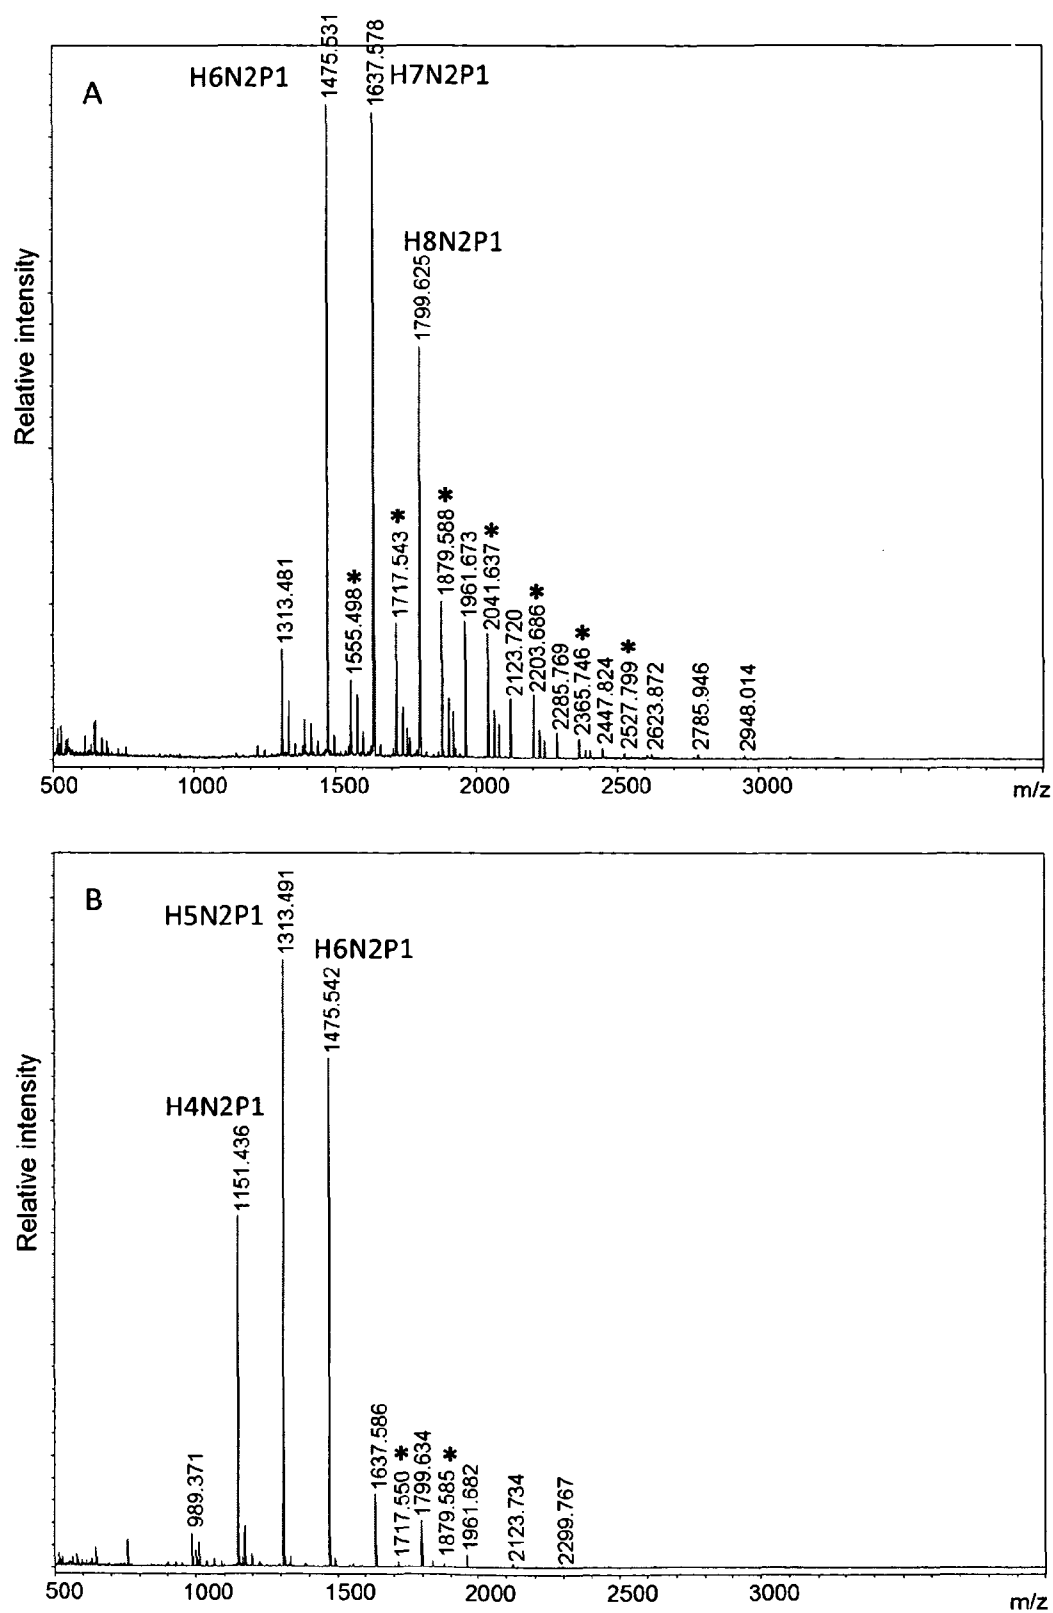 A
H6N2P1
1475.531
1637.578
H7N2P1
H8N2P1
1799.625
1313.481
1555.498 *
1717.543 *
1879.588 *
1961.673
2041.637 *
2123.720
2203.686 *
2285.769
2365.746 *
2447.824
2527.799 *
2623.872
2785.946
2948.014
Relative intensity
500 1000 1500 2000 2500 3000
m/z
B
H5N2P1
1313.491
H6N2P1
1475.542
H4N2P1
1151.436
989.371
1637.586
1717.550 *
1799.634
1879.585 *
1961.682
2123.734
2299.767
Relative intensity
500 1000 1500 2000 2500 3000
m/z